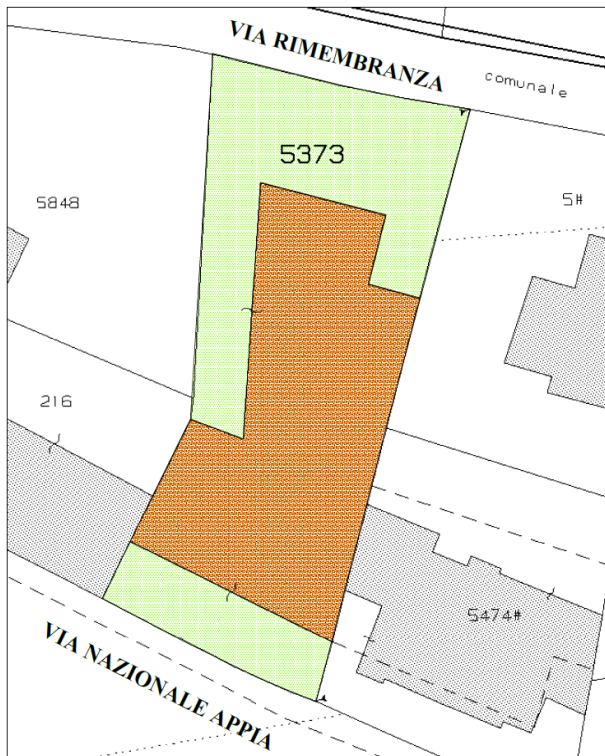 VIA RIMEMBRANZA
comunale
5373
5848
5#
216
5474#
VIA NAZIONALE APPIA